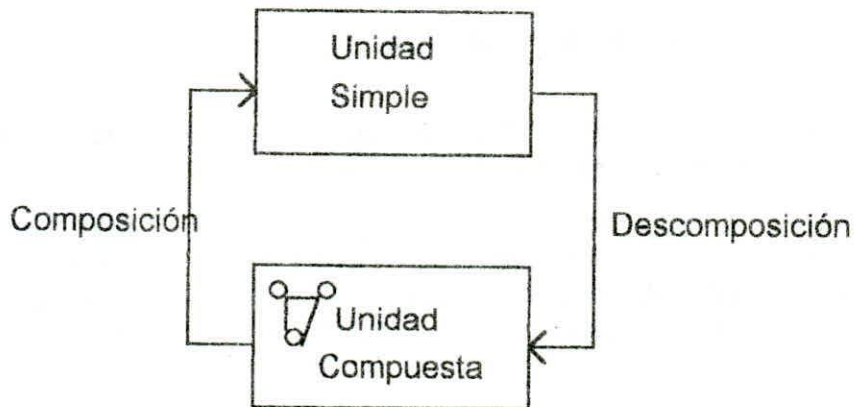 Unidad
Simple
Composición
Descomposición
Unidad
Compuesta